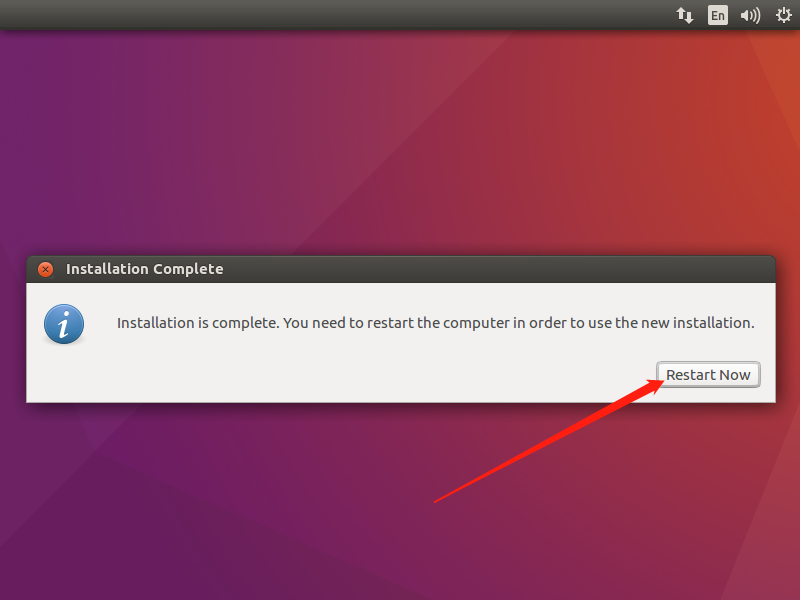 En
Installation Complete
Installation is complete. You need to restart the computer in order to use the new installation.
Restart Now